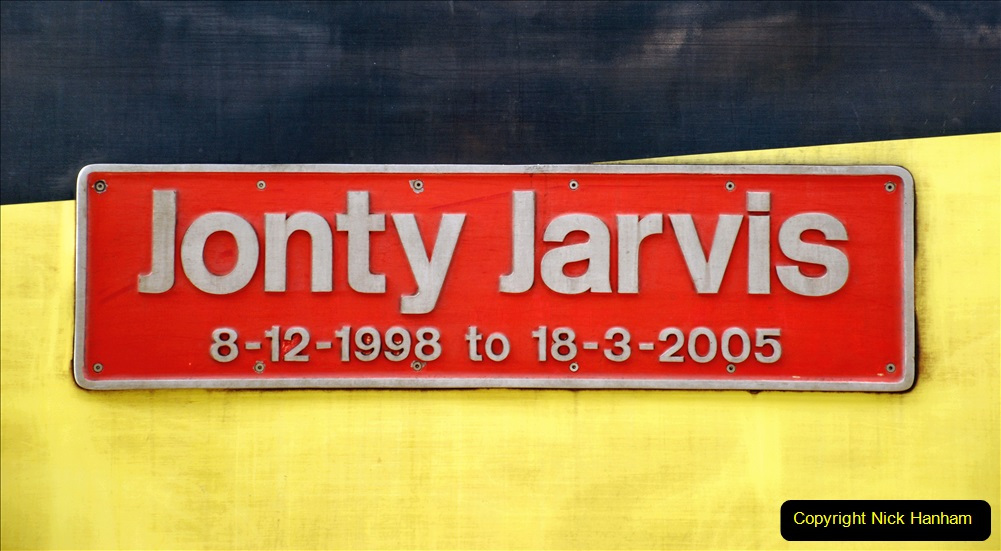 Jonty Jarvis
8-12-1998 to 18-3-2005
Copyright Nick Hanham